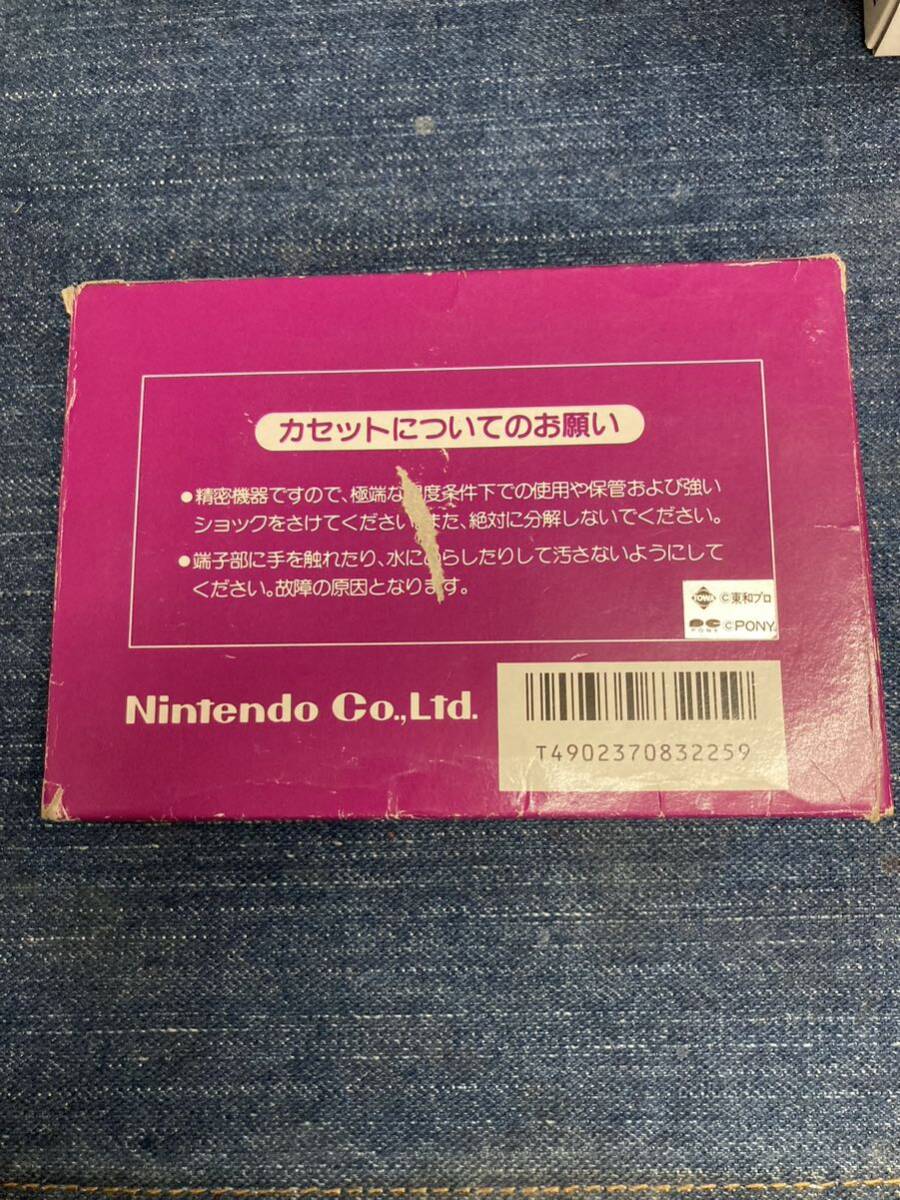 カセットについてのお願い
●精密機器ですので、極端な温度条件下での使用や保管および強い
ショックをさけてください。また、絶対に分解しないでください。
●端子部に手を触れたり、水にぬらしたりして汚さないようにして
ください。故障の原因となります。
TOWA ©東和プロ
PONY ©PONY
Nintendo Co.,Ltd.
T4902370832259